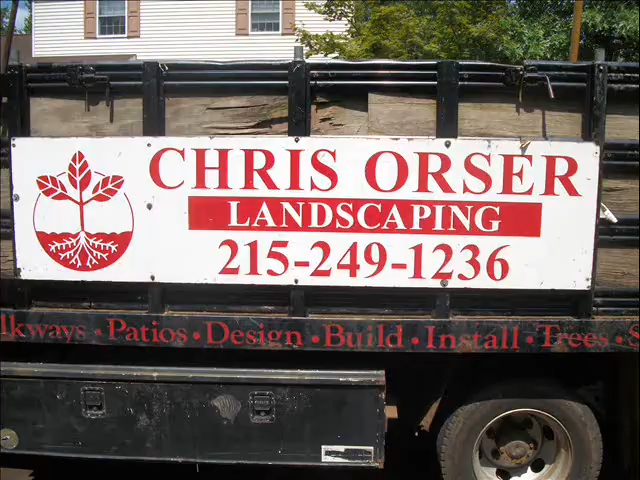 CHRIS ORSER
LANDSCAPING
215-249-1236
lkways • Patios • Design • Build • Install • Trees • S